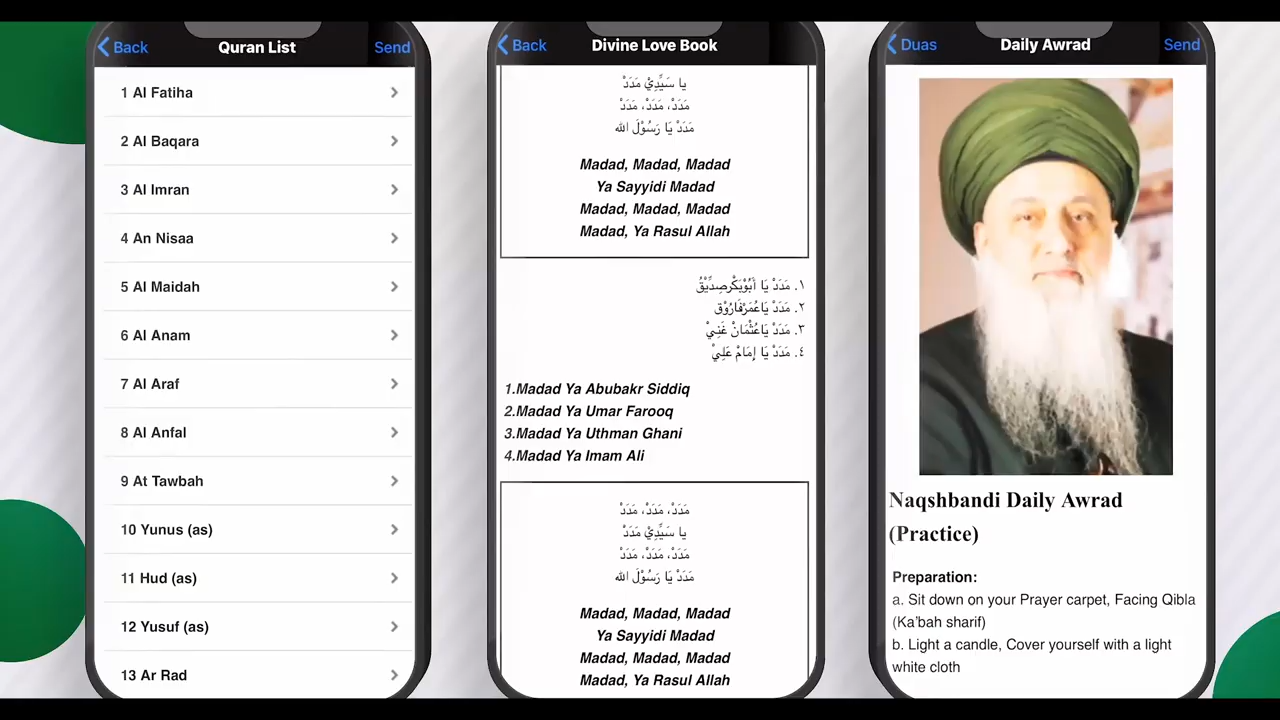 Back
Quran List
Send
1 Al Fatiha
2 Al Baqara
3 Al Imran
4 An Nisaa
5 Al Maidah
6 Al Anam
7 Al Araf
8 Al Anfal
9 At Tawbah
10 Yunus (as)
11 Hud (as)
12 Yusuf (as)
13 Ar Rad
Back
Divine Love Book
يا سَيِّدِيْ مَدَدْ
مَدَدْ، مَدَدْ، مَدَدْ
مَدَدْ يَا رَسُوْلَ الله
Madad, Madad, Madad
Ya Sayyidi Madad
Madad, Madad, Madad
Madad, Ya Rasul Allah
١. مَدَدْ يَا أَبُوْبَكْرصِدِّيْقُ
٢. مَدَدْ يَاعُمَرْفَارُوْق
٣. مَدَدْ يَاعُثْمَانْ غَنِيْ
٤. مَدَدْ يَا إِمَامْ عَلِيْ
1.Madad Ya Abubakr Siddiq
2.Madad Ya Umar Farooq
3.Madad Ya Uthman Ghani
4.Madad Ya Imam Ali
مَدَدْ، مَدَدْ، مَدَدْ
يا سَيِّدِيْ مَدَدْ
مَدَدْ، مَدَدْ، مَدَدْ
مَدَدْ يَا رَسُوْلَ الله
Madad, Madad, Madad
Ya Sayyidi Madad
Madad, Madad, Madad
Madad, Ya Rasul Allah
Duas
Daily Awrad
Send
Naqshbandi Daily Awrad
(Practice)
Preparation:
a. Sit down on your Prayer carpet, Facing Qibla
(Ka’bah sharif)
b. Light a candle, Cover yourself with a light
white cloth